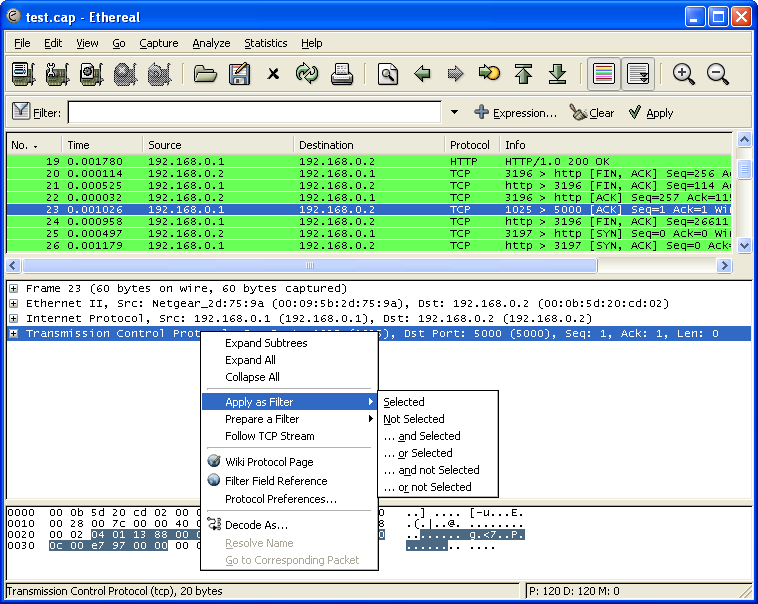 test.cap - Ethereal
File Edit View Go Capture Analyze Statistics Help
Filter: Expression... Clear Apply
No. . Time Source Destination Protocol Info
19 0.001780 192.168.0.1 192.168.0.2 HTTP HTTP/1.0 200 OK
20 0.000114 192.168.0.2 192.168.0.1 TCP 3196 > http [FIN, ACK] Seq=256 A
21 0.000525 192.168.0.1 192.168.0.2 TCP http > 3196 [FIN, ACK] Seq=114 A
22 0.000032 192.168.0.2 192.168.0.1 TCP 3196 > http [ACK] Seq=257 Ack=115
23 0.001026 192.168.0.1 192.168.0.2 TCP 1025 > 5000 [ACK] Seq=1 Ack=1 Win
24 0.000958 192.168.0.1 192.168.0.2 TCP http > 3196 [FIN, ACK] Seq=26611
25 0.000497 192.168.0.2 192.168.0.1 TCP 3197 > http [SYN] Seq=0 Ack=0 Wi
26 0.001179 192.168.0.1 192.168.0.2 TCP http > 3197 [SYN, ACK] Seq=0 Ack
Frame 23 (60 bytes on wire, 60 bytes captured)
Ethernet II, Src: Netgear_2d:75:9a (00:09:5b:2d:75:9a), Dst: 192.168.0.2 (00:0b:5d:20:cd:02)
Internet Protocol, Src: 192.168.0.1 (192.168.0.1), Dst: 192.168.0.2 (192.168.0.2)
Transmission Control Dst Port: 5000 (5000), Seq: 1, Ack: 1, Len: 0
Expand Subtrees
Expand All
Collapse All
Apply as Filter
Prepare a Filter
Follow TCP Stream
Wiki Protocol Page
Filter Field Reference
Protocol Preferences...
Decode As...
Resolve Name
Go to Corresponding Packet
Selected
Not Selected
... and Selected
... or Selected
... and not Selected
... or not Selected
0000 00 0b 5d 20 cd 02 00 ..] .... [-u...E.
0010 00 28 00 7c 00 00 40 8 .(.|..@. ........
0020 00 02 04 01 13 88 00 0 ........ g.<7..P.
0030 0c 00 e7 97 00 00 00 ........ ....
Transmission Control Protocol (tcp), 20 bytes P: 120 D: 120 M: 0